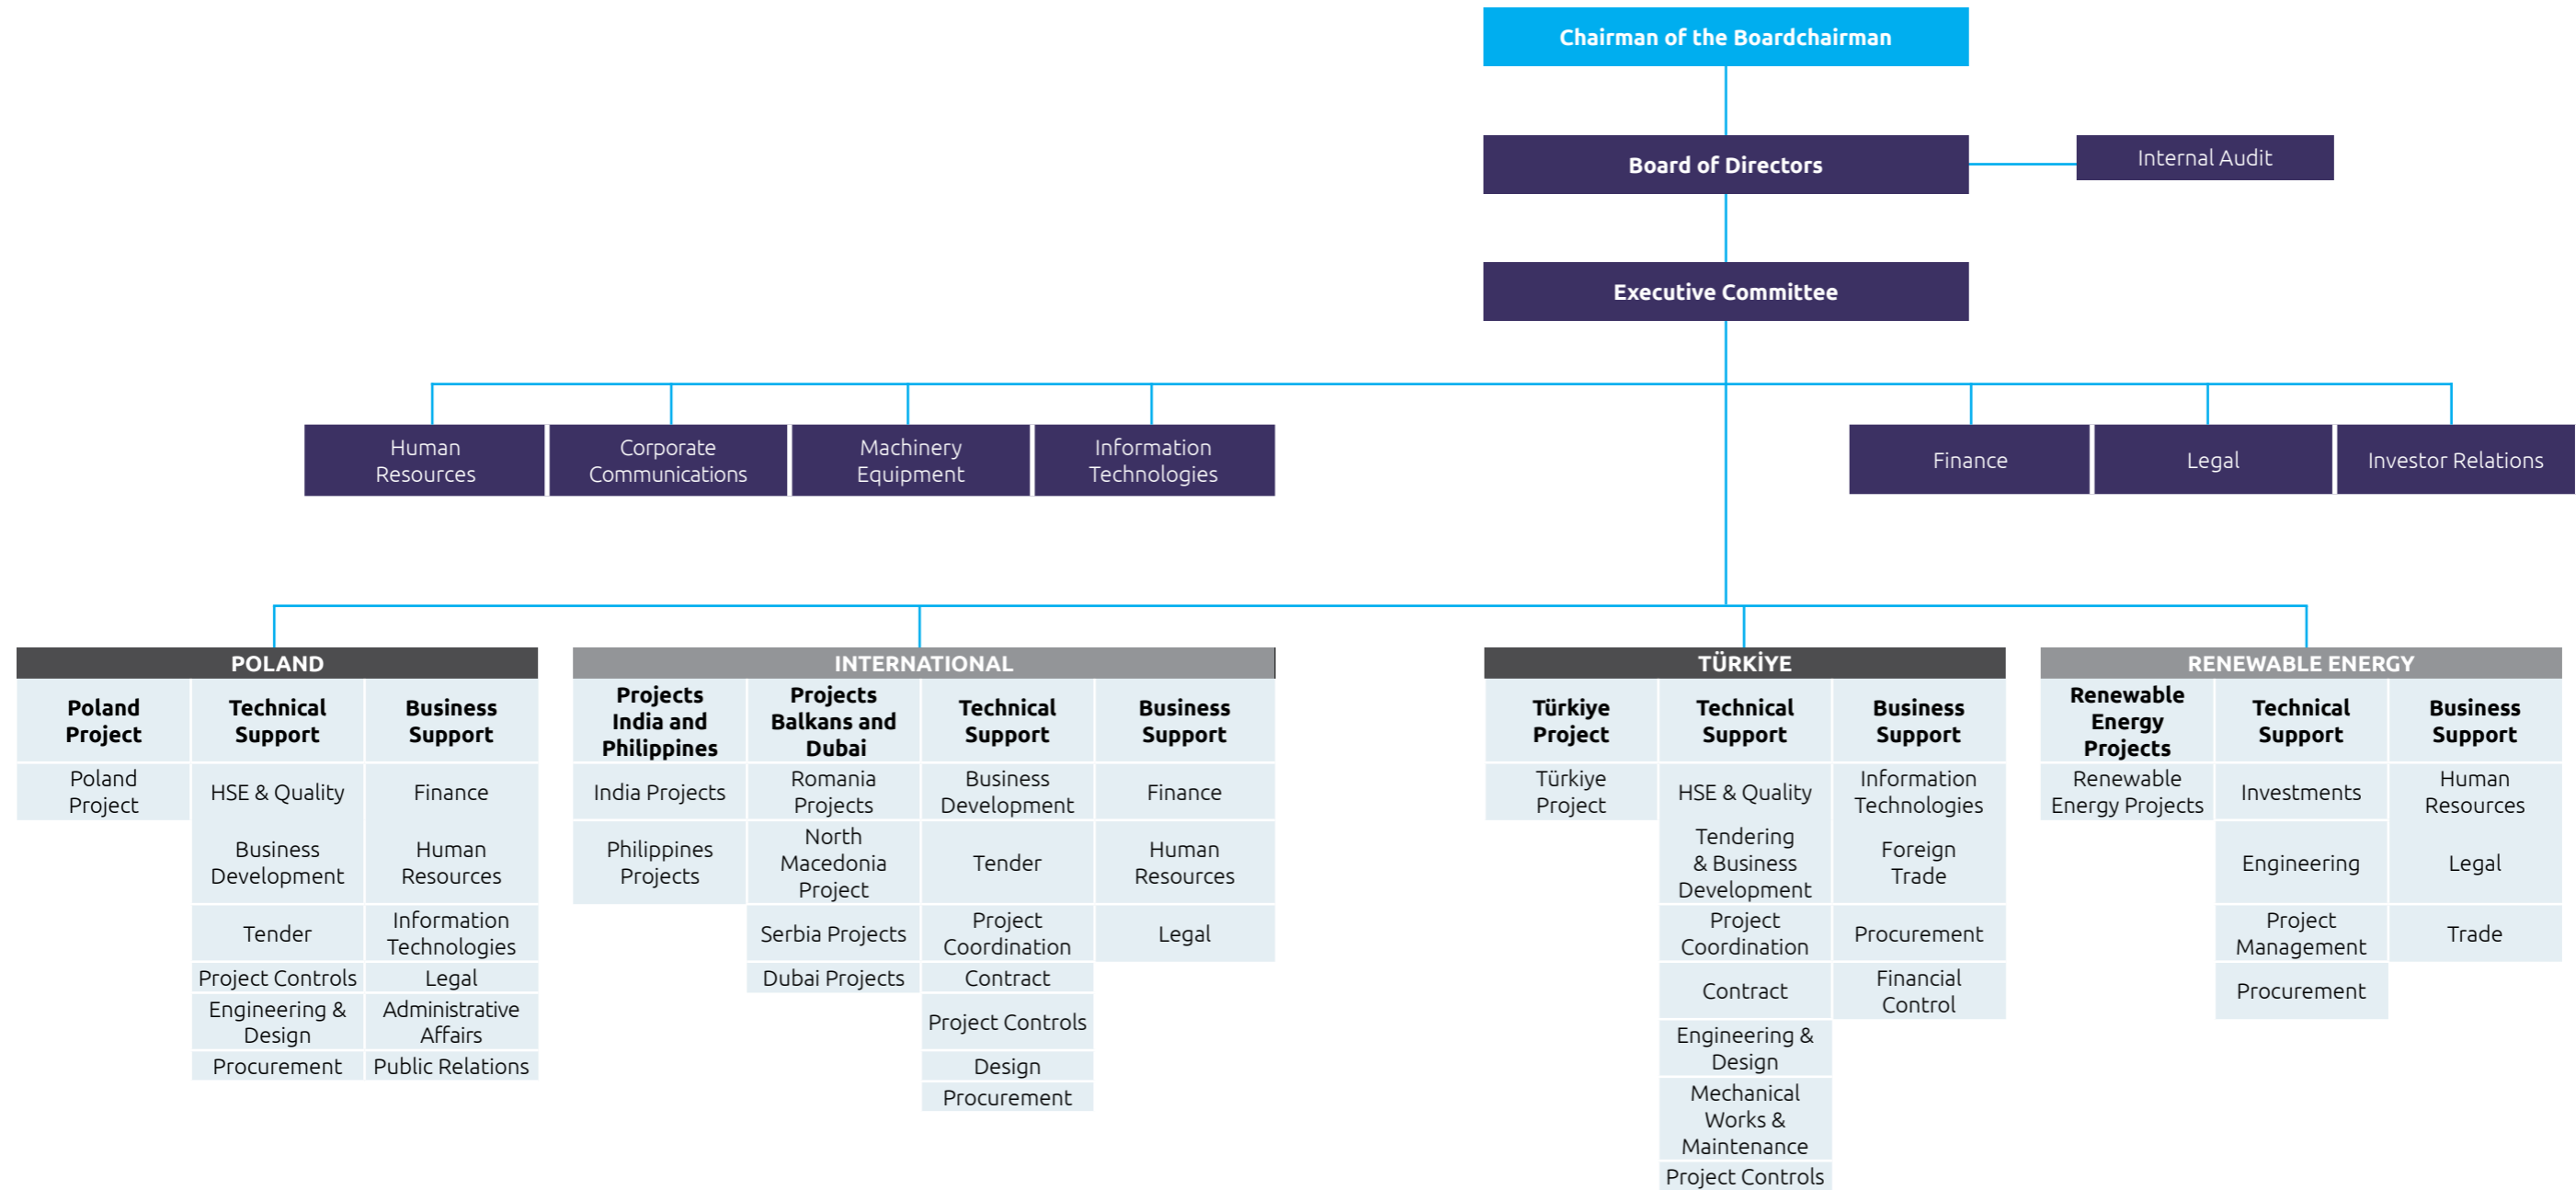 Chairman of the Boardchairman
Board of Directors
Internal Audit
Executive Committee
Human
Resources
Corporate
Communications
Machinery
Equipment
Information
Technologies
Finance
Legal
Investor Relations
POLAND
Poland
Project
Technical
Support
Business
Support
Poland
Project
HSE & Quality
Business
Development
Tender
Project Controls
Engineering &
Design
Procurement
Finance
Human
Resources
Information
Technologies
Legal
Administrative
Affairs
Public Relations
INTERNATIONAL
Projects
India and
Philippines
Projects
Balkans and
Dubai
Technical
Support
Business
Support
India Projects
Philippines
Projects
Romania
Projects
North
Macedonia
Project
Serbia Projects
Dubai Projects
Business
Development
Tender
Project
Coordination
Contract
Project Controls
Design
Procurement
Finance
Human
Resources
Legal
TÜRKİYE
Türkiye
Project
Technical
Support
Business
Support
Türkiye
Project
HSE & Quality
Tendering
& Business
Development
Project
Coordination
Contract
Engineering &
Design
Mechanical
Works &
Maintenance
Project Controls
Information
Technologies
Foreign
Trade
Procurement
Financial
Control
RENEWABLE ENERGY
Renewable
Energy
Projects
Technical
Support
Business
Support
Renewable
Energy Projects
Investments
Engineering
Project
Management
Procurement
Human
Resources
Legal
Trade